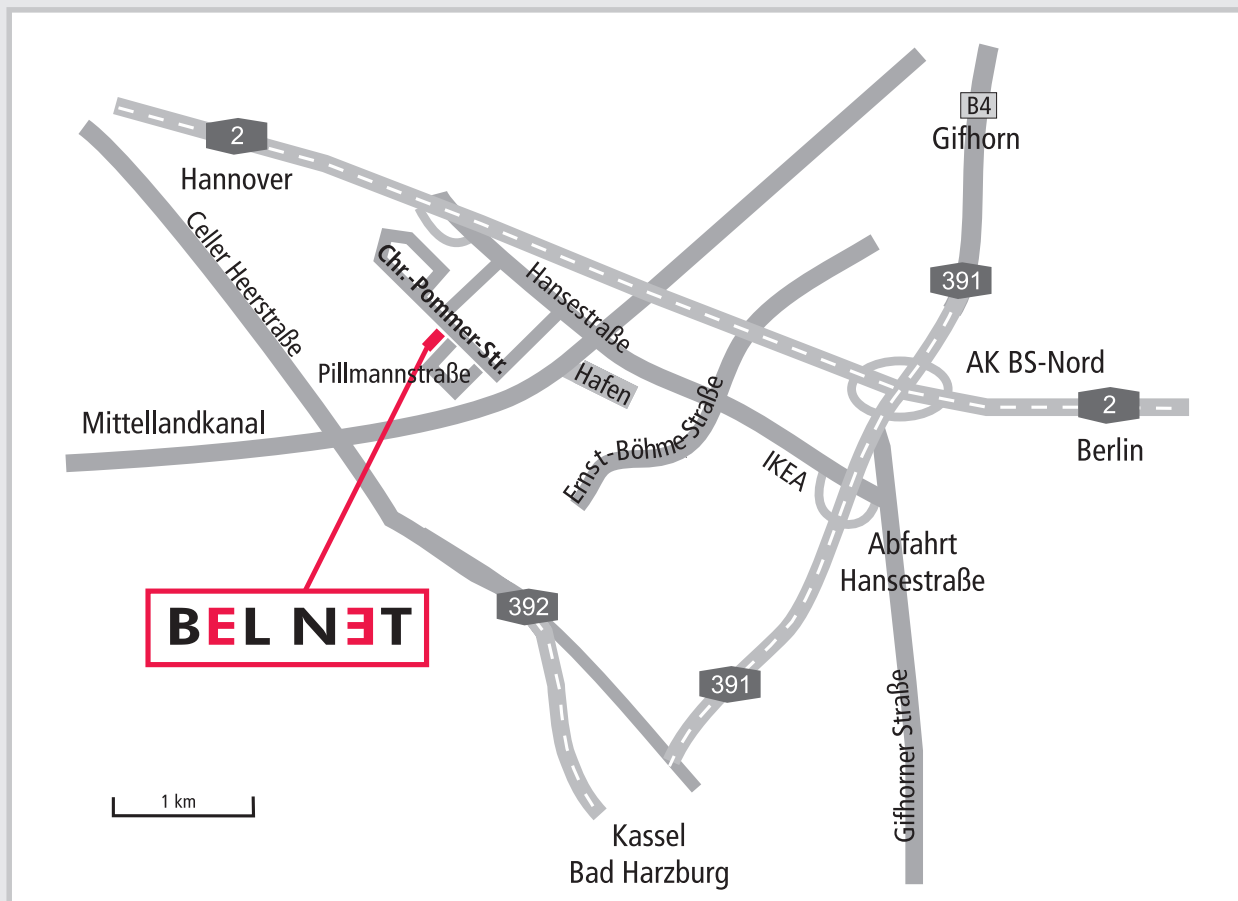 B4
Gifhorn
2
Hannover
Celler Heerstraße
Chr.-Pommer-Str.
Hansestraße
391
AK BS-Nord
2
Berlin
Pillmannstraße
Hafen
Mittellandkanal
Ernst-Böhme-Straße
IKEA
Abfahrt
Hansestraße
BEL NET
392
391
Gifhorner Straße
1 km
Kassel
Bad Harzburg